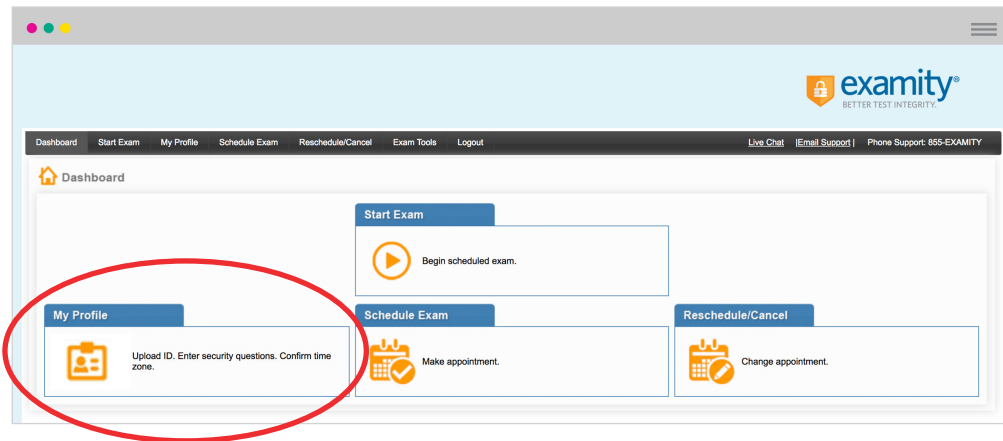 examity®
BETTER TEST INTEGRITY.
Dashboard Start Exam My Profile Schedule Exam Reschedule/Cancel Exam Tools Logout Live Chat |Email Support| Phone Support: 855-EXAMITY
Dashboard
Start Exam
Begin scheduled exam.
My Profile
Upload ID. Enter security questions. Confirm time
zone.
Schedule Exam
Make appointment.
Reschedule/Cancel
Change appointment.